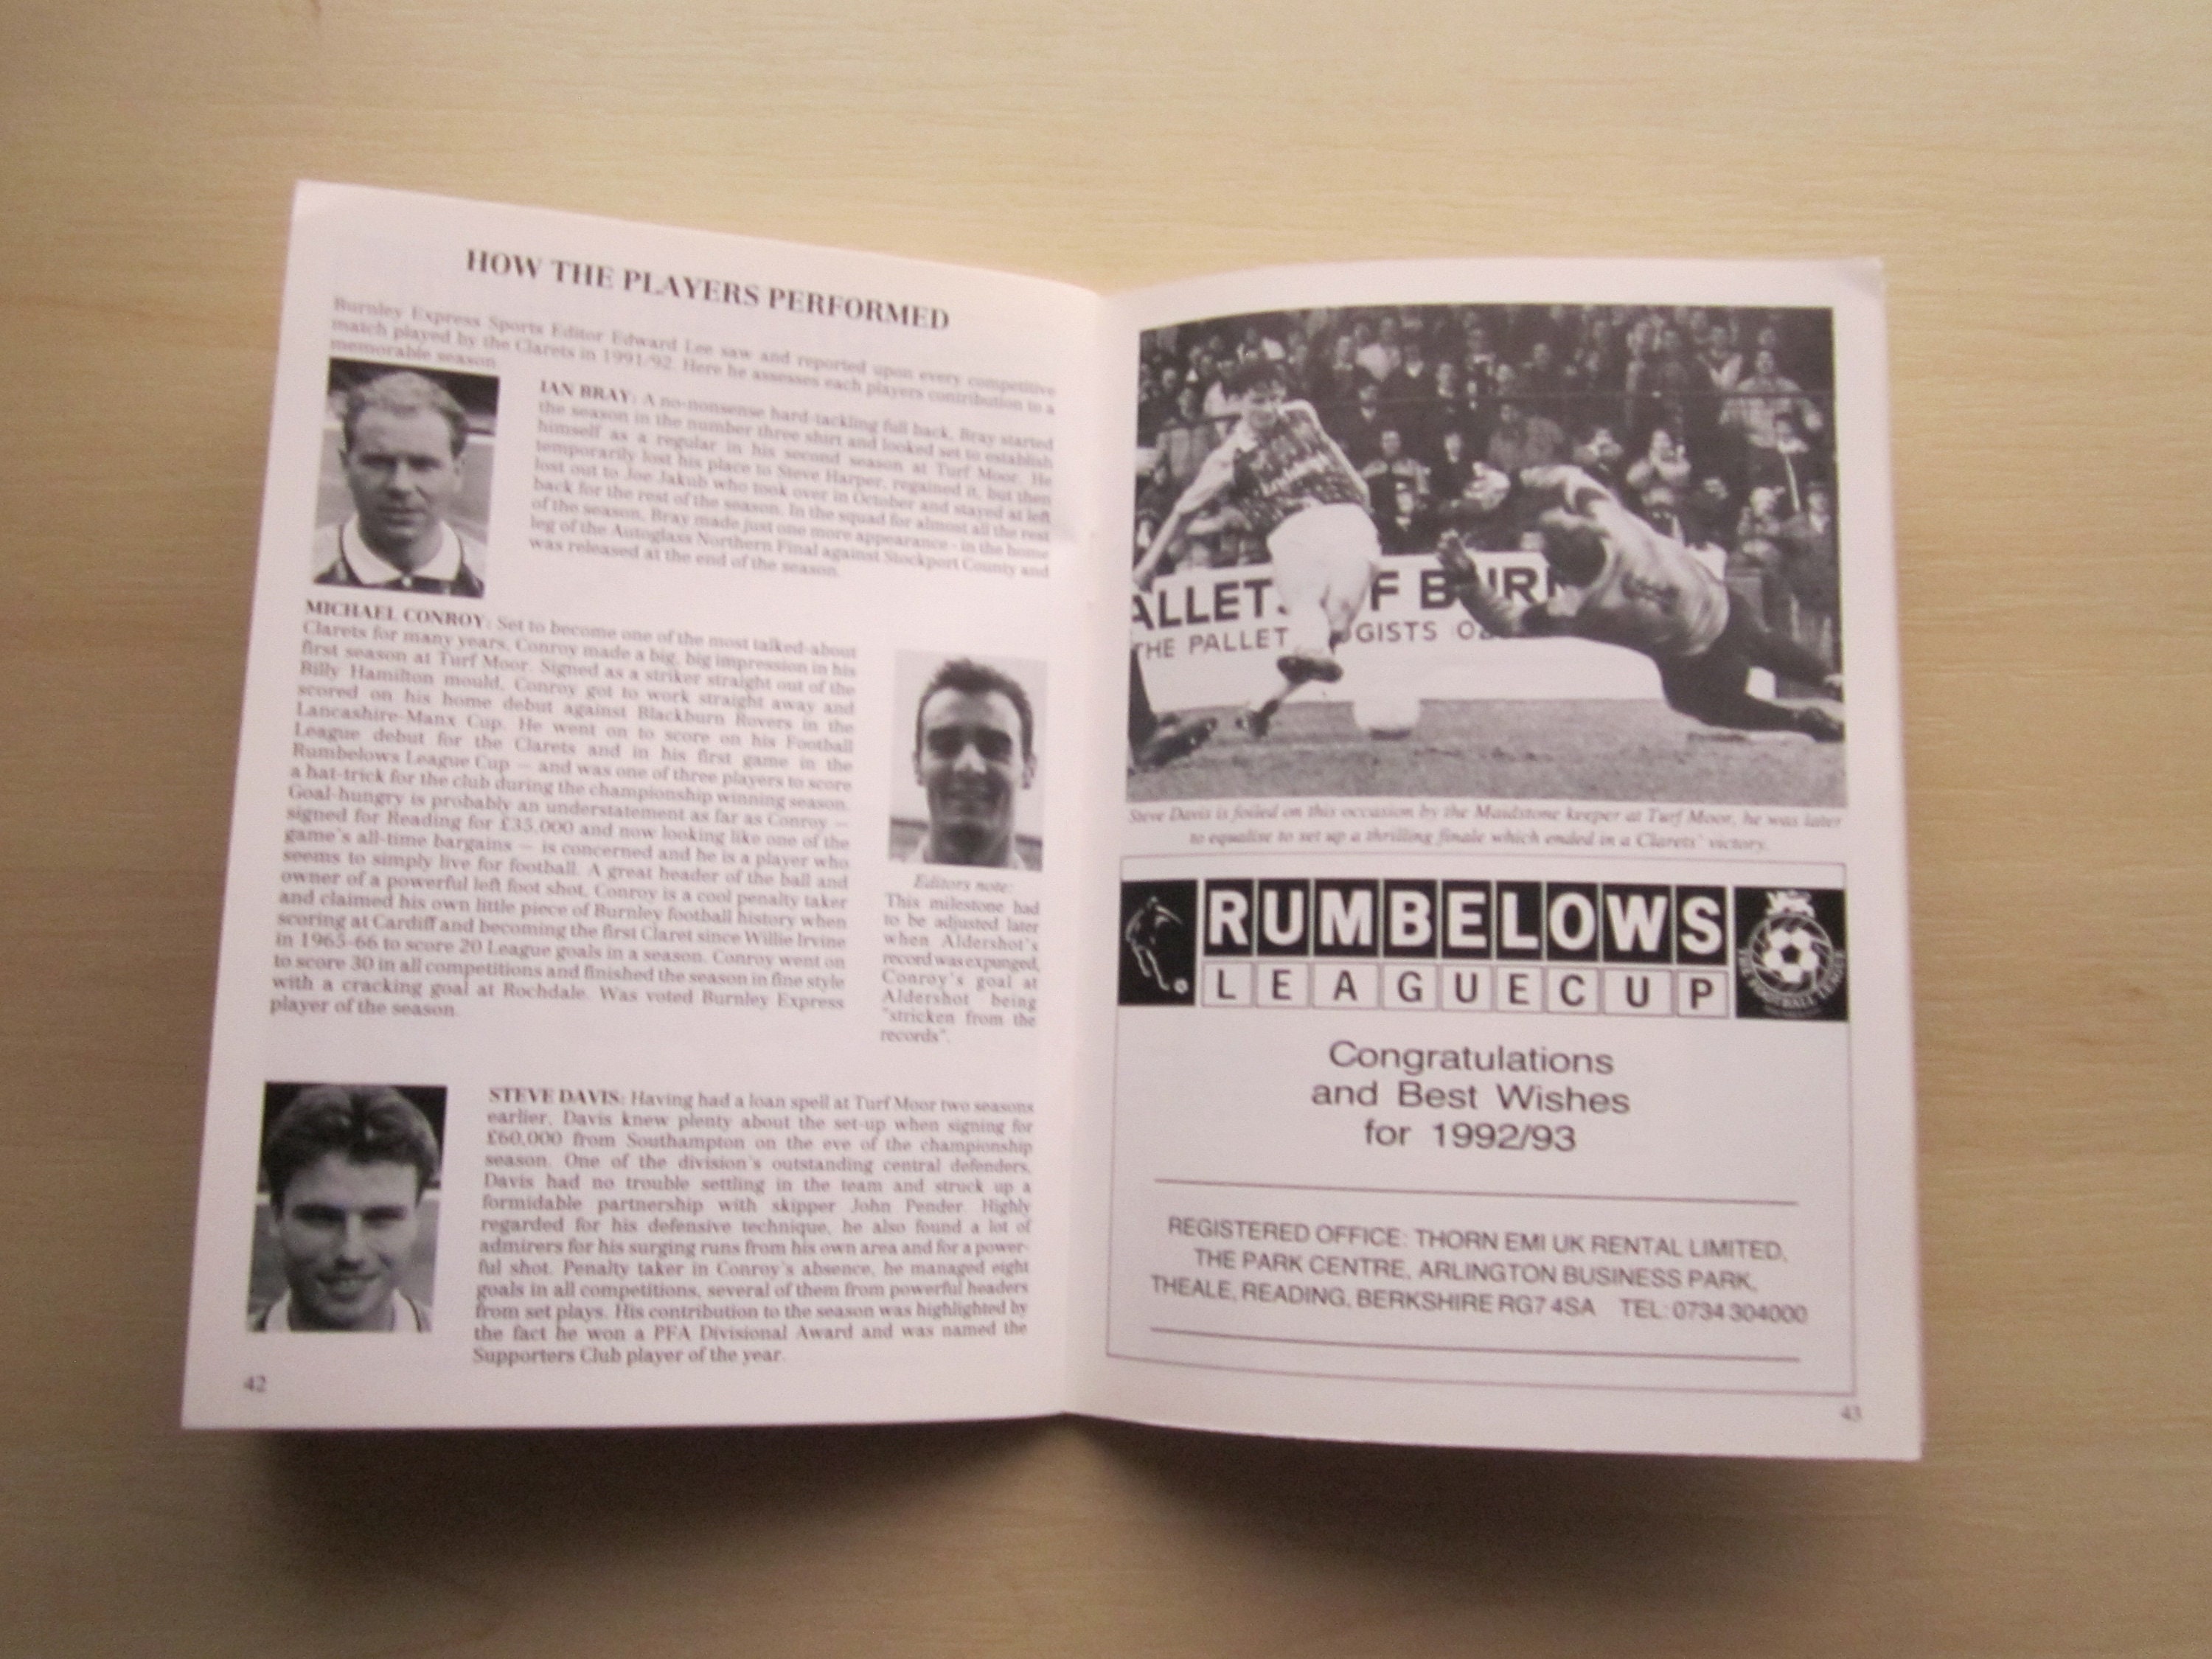 HOW THE PLAYERS PERFORMED
Burnley Express Sports Editor Edward Lee saw and reported upon every competitive
match played by the Clarets in 1991/92. Here he assesses each players contribution to a
memorable season.
IAN BRAY: A no-nonsense hard-tackling full back, Bray started
the season in the number three shirt and looked set to establish
himself as a regular in his second season at Turf Moor. He
temporarily lost his place to Steve Harper, regained it, but then
lost out to Joe Jakub who took over in October and stayed at left
back for the rest of the season. In the squad for almost all the rest
of the season, Bray made just one more appearance - in the home
leg of the Autoglass Northern Final against Stockport County and
was released at the end of the season.
MICHAEL CONROY: Set to become one of the most talked-about
Clarets for many years, Conroy made a big, big impression in his
first season at Turf Moor. Signed as a striker straight out of the
Billy Hamilton mould, Conroy got to work straight away and
scored on his home debut against Blackburn Rovers in the
Lancashire-Manx Cup. He went on to score on his Football
League debut for the Clarets and in his first game in the
Rumbelows League Cup — and was one of three players to score
a hat-trick for the club during the championship winning season.
Goal-hungry is probably an understatement as far as Conroy —
signed for Reading for £35,000 and now looking like one of the
game's all-time bargains — is concerned and he is a player who
seems to simply live for football. A great header of the ball and
owner of a powerful left foot shot, Conroy is a cool penalty taker
and claimed his own little piece of Burnley football history when
scoring at Cardiff and becoming the first Claret since Willie Irvine
in 1965-66 to score 20 League goals in a season. Conroy went on
to score 30 in all competitions and finished the season in fine style
with a cracking goal at Rochdale. Was voted Burnley Express
player of the season.
Editors note:
This milestone had
to be adjusted later
when Aldershot's
record was expunged,
Conroy's goal at
Aldershot being
"stricken from the
records".
STEVE DAVIS: Having had a loan spell at Turf Moor two seasons
earlier, Davis knew plenty about the set-up when signing for
£60,000 from Southampton on the eve of the championship
season. One of the division's outstanding central defenders,
Davis had no trouble settling in the team and struck up a
formidable partnership with skipper John Pender. Highly
regarded for his defensive technique, he also found a lot of
admirers for his surging runs from his own area and for a power-
ful shot. Penalty taker in Conroy's absence, he managed eight
goals in all competitions, several of them from powerful headers
from set plays. His contribution to the season was highlighted by
the fact he won a PFA Divisional Award and was named the
Supporters Club player of the year.
42
ALLET F B RN
THE PALLET GISTS O
Steve Davis is foiled on this occasion by the Maidstone keeper at Turf Moor, he was later
to equalise to set up a thrilling finale which ended in a Clarets' victory.
RUMBELOWS
LEAGUE CUP
THE FOOTBALL LEAGUE
Congratulations
and Best Wishes
for 1992/93
REGISTERED OFFICE: THORN EMI UK RENTAL LIMITED,
THE PARK CENTRE, ARLINGTON BUSINESS PARK,
THEALE, READING, BERKSHIRE RG7 4SA TEL: 0734 304000
43